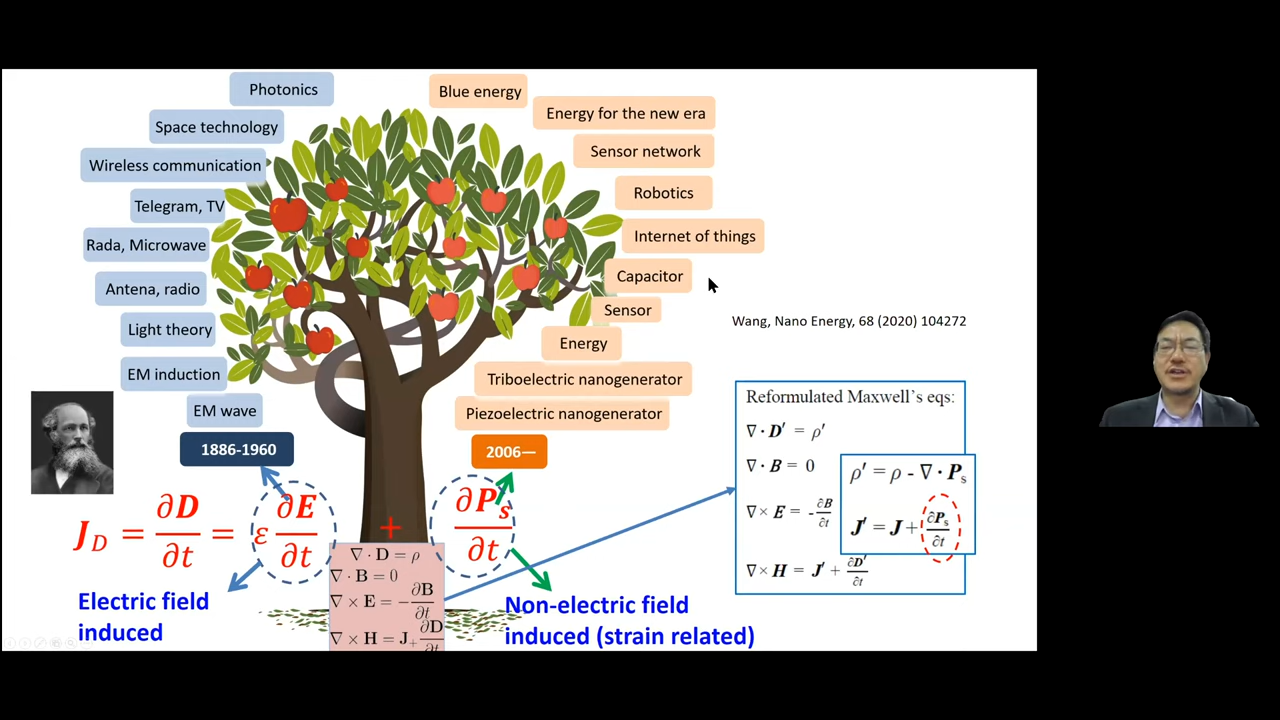 Photonics
Space technology
Wireless communication
Telegram, TV
Rada, Microwave
Antena, radio
Light theory
EM induction
EM wave
1886-1960
Blue energy
Energy for the new era
Sensor network
Robotics
Internet of things
Capacitor
Sensor
Energy
Triboelectric nanogenerator
Piezoelectric nanogenerator
2006—
Wang, Nano Energy, 68 (2020) 104272
J_D = ∂D/∂t = ε ∂E/∂t + ∂P_s/∂t
Electric field
induced
∇ · D = ρ
∇ · B = 0
∇ × E = −∂B/∂t
∇ × H = J + ∂D/∂t
Non-electric field
induced (strain related)
Reformulated Maxwell's eqs:
∇· D′ = ρ′
∇· B = 0
∇× E = -∂B/∂t
∇× H = J′ + ∂D′/∂t
ρ′ = ρ - ∇· P_s
J′ = J + ∂P_s/∂t